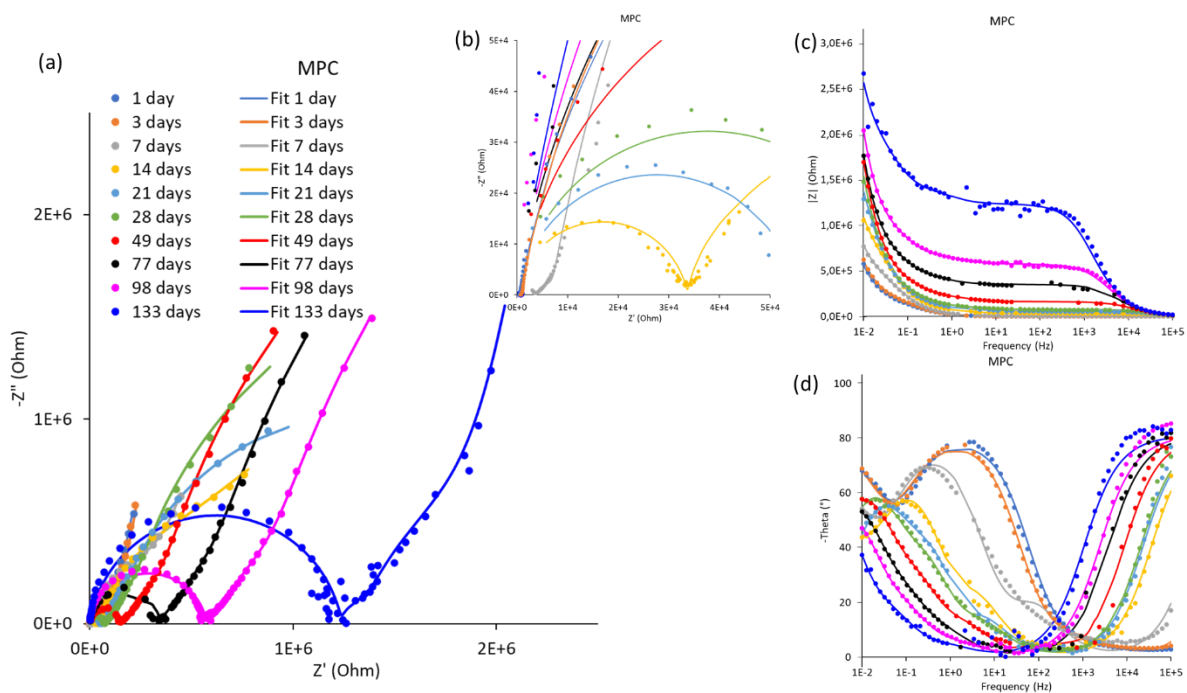 (a)
MPC
1 day
Fit 1 day
3 days
Fit 3 days
7 days
Fit 7 days
14 days
Fit 14 days
21 days
Fit 21 days
28 days
Fit 28 days
49 days
Fit 49 days
77 days
Fit 77 days
98 days
Fit 98 days
133 days
Fit 133 days
2E+6
1E+6
0E+0
-Z'' (Ohm)
0E+0
1E+6
2E+6
Z' (Ohm)
(b)
MPC
5E+4
4E+4
3E+4
2E+4
1E+4
0E+0
-Z'' (Ohm)
0E+0
1E+4
2E+4
3E+4
4E+4
5E+4
Z' (Ohm)
(c)
MPC
3,0E+6
2,5E+6
2,0E+6
1,5E+6
1,0E+6
5,0E+5
0,0E+0
|Z| (Ohm)
1E-2
1E-1
1E+0
1E+1
1E+2
1E+3
1E+4
1E+5
Frequency (Hz)
MPC
(d)
100
80
60
40
20
0
-Theta (°)
1E-2
1E-1
1E+0
1E+1
1E+2
1E+3
1E+4
1E+5
Frequency (Hz)